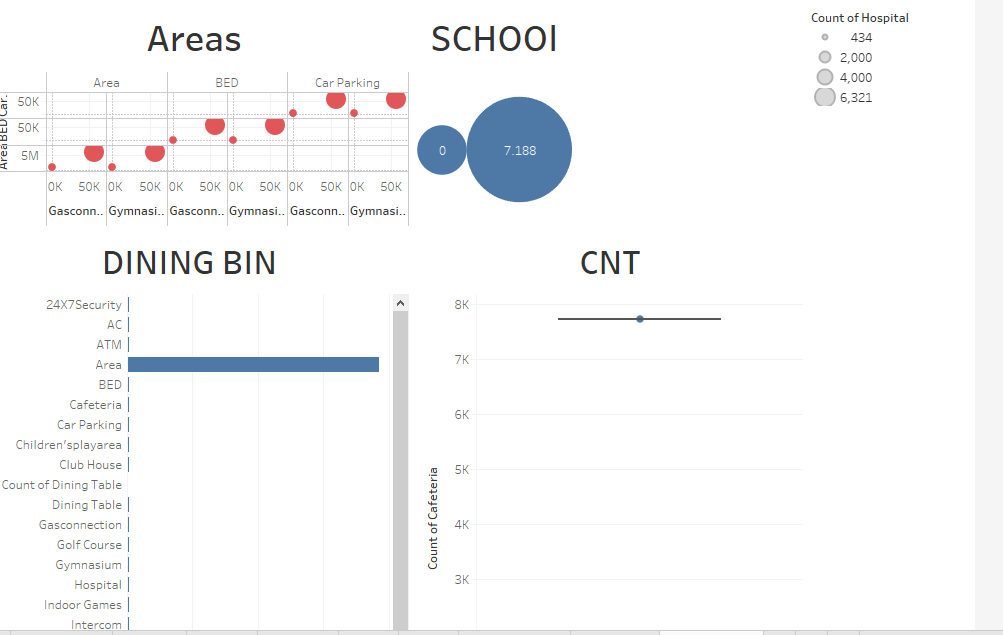 Areas
SCHOOl
Count of Hospital
434
2,000
4,000
6,321
Area BED Car Parking
Area BED Car.
50K
50K
5M
0K 50K 0K 50K 0K 50K 0K 50K 0K 50K 0K 50K
Gasconn.. Gymnasi.. Gasconn.. Gymnasi.. Gasconn.. Gymnasi..
0 7.188
DINING BIN
24X7Security
AC
ATM
Area
BED
Cafeteria
Car Parking
Children'splayarea
Club House
Count of Dining Table
Dining Table
Gasconnection
Golf Course
Gymnasium
Hospital
Indoor Games
Intercom
CNT
Count of Cafeteria
8K
7K
6K
5K
4K
3K